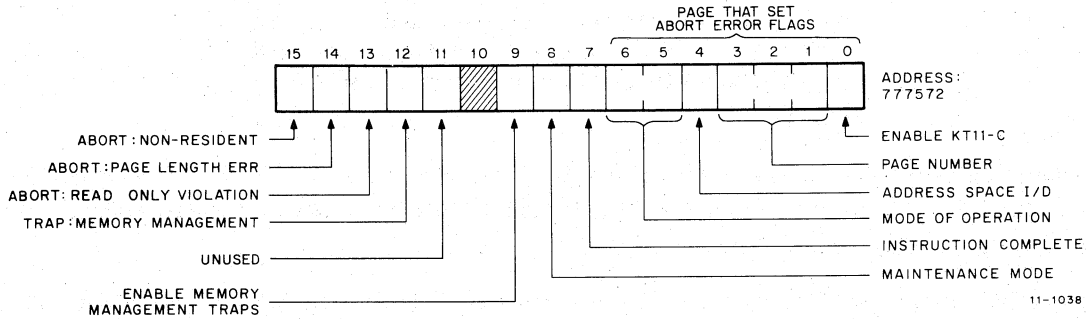 PAGE THAT SET
ABORT ERROR FLAGS
15 14 13 12 11 10 9 8 7 6 5 4 3 2 1 0
ADDRESS:
777572
ABORT:NON-RESIDENT
ABORT:PAGE LENGTH ERR
ABORT:READ ONLY VIOLATION
TRAP:MEMORY MANAGEMENT
UNUSED
ENABLE MEMORY
MANAGEMENT TRAPS
ENABLE KT11-C
PAGE NUMBER
ADDRESS SPACE I/D
MODE OF OPERATION
INSTRUCTION COMPLETE
MAINTENANCE MODE
11-1038